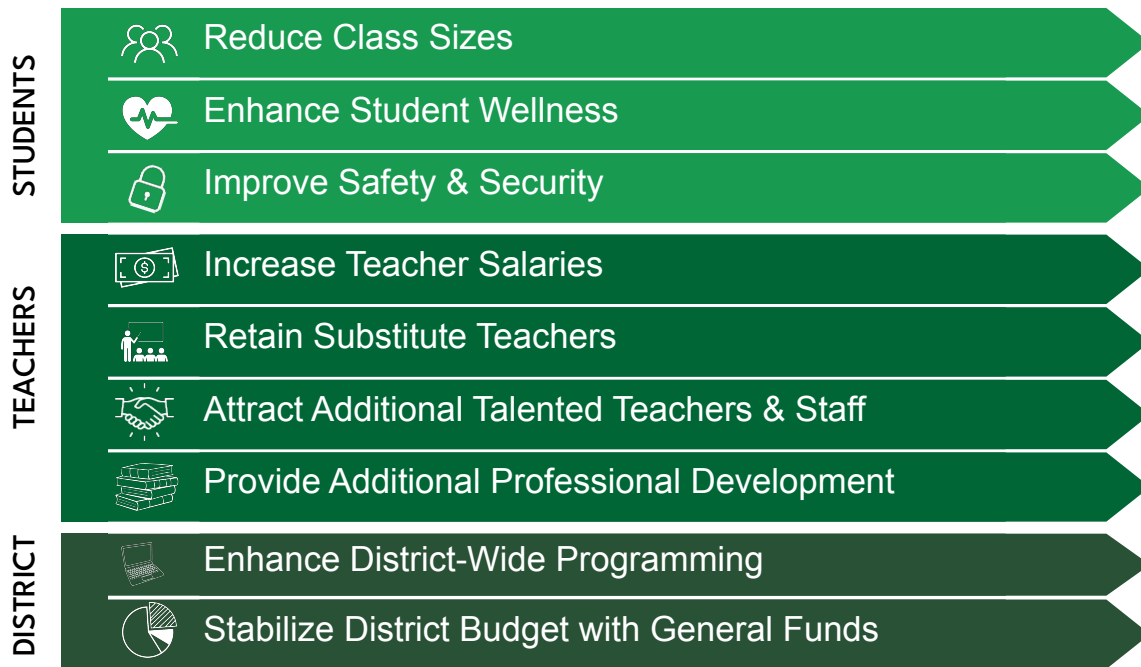 STUDENTS
Reduce Class Sizes
Enhance Student Wellness
Improve Safety & Security
TEACHERS
Increase Teacher Salaries
Retain Substitute Teachers
Attract Additional Talented Teachers & Staff
Provide Additional Professional Development
DISTRICT
Enhance District-Wide Programming
Stabilize District Budget with General Funds